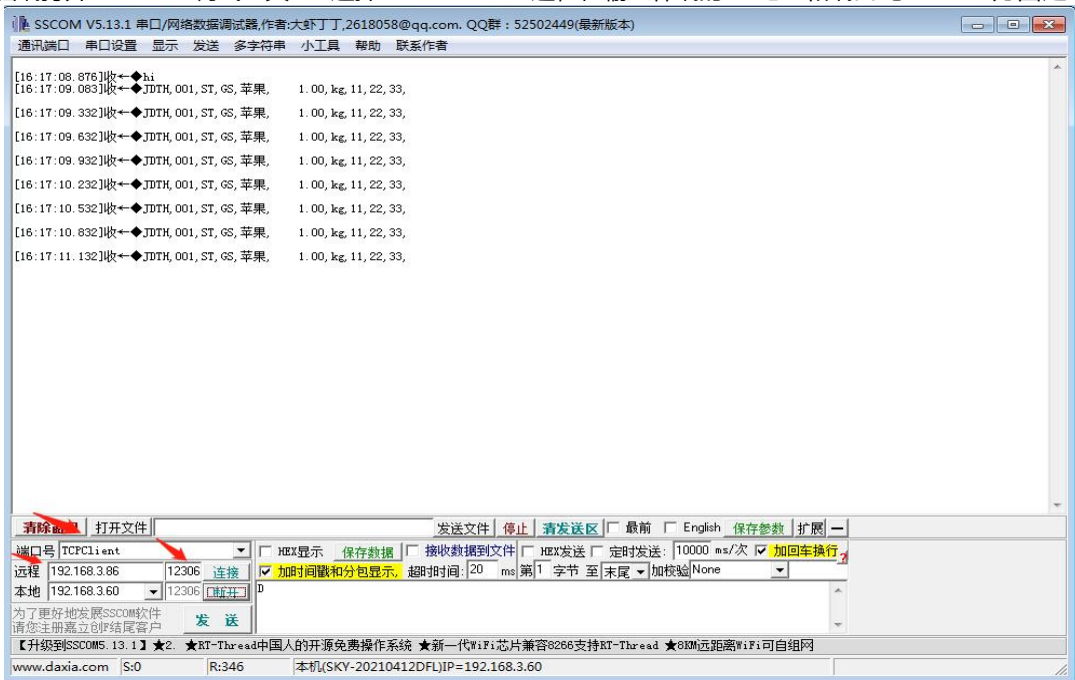 SSCOM V5.13.1 串口/网络数据调试器,作者:大虾丁丁,2618058@qq.com. QQ群：52502449(最新版本)
通讯端口 串口设置 显示 发送 多字符串 小工具 帮助 联系作者
[16:17:08.876]收←◆hi
[16:17:09.083]收←◆JDTH,001,ST,GS,苹果,    1.00,kg,11,22,33,
[16:17:09.332]收←◆JDTH,001,ST,GS,苹果,    1.00,kg,11,22,33,
[16:17:09.632]收←◆JDTH,001,ST,GS,苹果,    1.00,kg,11,22,33,
[16:17:09.932]收←◆JDTH,001,ST,GS,苹果,    1.00,kg,11,22,33,
[16:17:10.232]收←◆JDTH,001,ST,GS,苹果,    1.00,kg,11,22,33,
[16:17:10.532]收←◆JDTH,001,ST,GS,苹果,    1.00,kg,11,22,33,
[16:17:10.832]收←◆JDTH,001,ST,GS,苹果,    1.00,kg,11,22,33,
[16:17:11.132]收←◆JDTH,001,ST,GS,苹果,    1.00,kg,11,22,33,
清除 打开文件 发送文件 停止 清发送区 最前 English 保存参数 扩展 —
端口号 TCPClient HEX显示 保存数据 接收数据到文件 HEX发送 定时发送: 10000 ms/次 加回车换行
远程 192.168.3.86 12306 连接 加时间戳和分包显示, 超时时间: 20 ms 第1 字节 至 末尾 加校验 None
本地 192.168.3.60 12306 断开 D
为了更好地发展SSCOM软件
请您注册嘉立创F结尾客户 发 送
【升级到SSCOM5.13.1】★2. ★RT-Thread中国人的开源免费操作系统 ★新一代WiFi芯片兼容8266支持RT-Thread ★8KM远距离WiFi可自组网
www.daxia.com S:0 R:346 本机(SKY-20210412DFL)IP=192.168.3.60